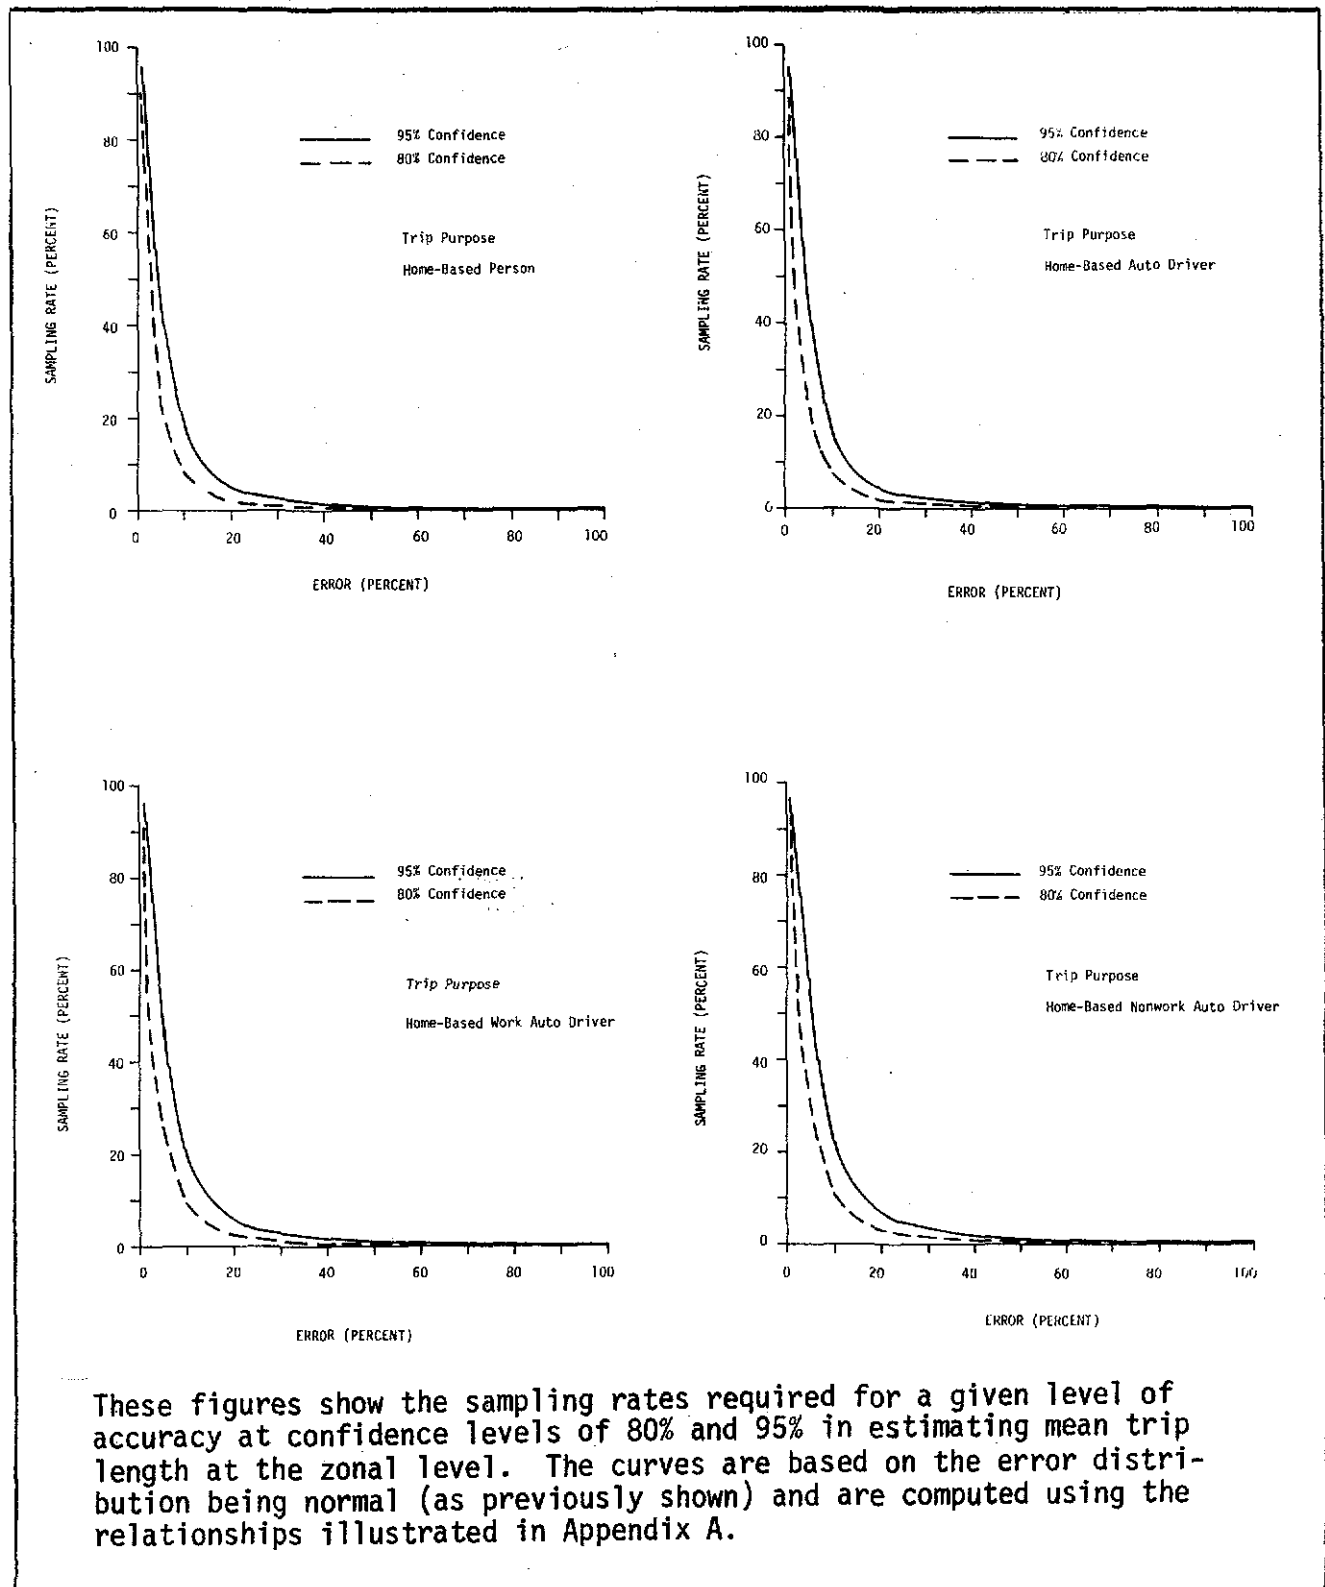 100
80
60
40
20
0
SAMPLING RATE (PERCENT)
95% Confidence
80% Confidence
Trip Purpose
Home-Based Person
0 20 40 60 80 100
ERROR (PERCENT)
100
80
60
40
20
0
SAMPLING RATE (PERCENT)
95% Confidence
80% Confidence
Trip Purpose
Home-Based Auto Driver
0 20 40 60 80 100
ERROR (PERCENT)
100
80
60
40
20
0
SAMPLING RATE (PERCENT)
95% Confidence
80% Confidence
Trip Purpose
Home-Based Work Auto Driver
0 20 40 60 80 100
ERROR (PERCENT)
100
80
60
40
20
0
SAMPLING RATE (PERCENT)
95% Confidence
80% Confidence
Trip Purpose
Home-Based Nonwork Auto Driver
0 20 40 60 80 100
ERROR (PERCENT)
These figures show the sampling rates required for a given level of
accuracy at confidence levels of 80% and 95% in estimating mean trip
length at the zonal level. The curves are based on the error distri-
bution being normal (as previously shown) and are computed using the
relationships illustrated in Appendix A.